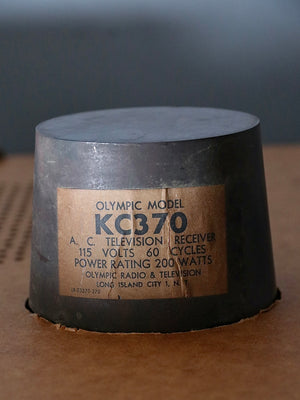 OLYMPIC MODEL
KC370
A. C. TELEVISION RECEIVER
115 VOLTS 60 CYCLES
POWER RATING 200 WATTS
OLYMPIC RADIO & TELEVISION
LONG ISLAND CITY 1, N. Y.